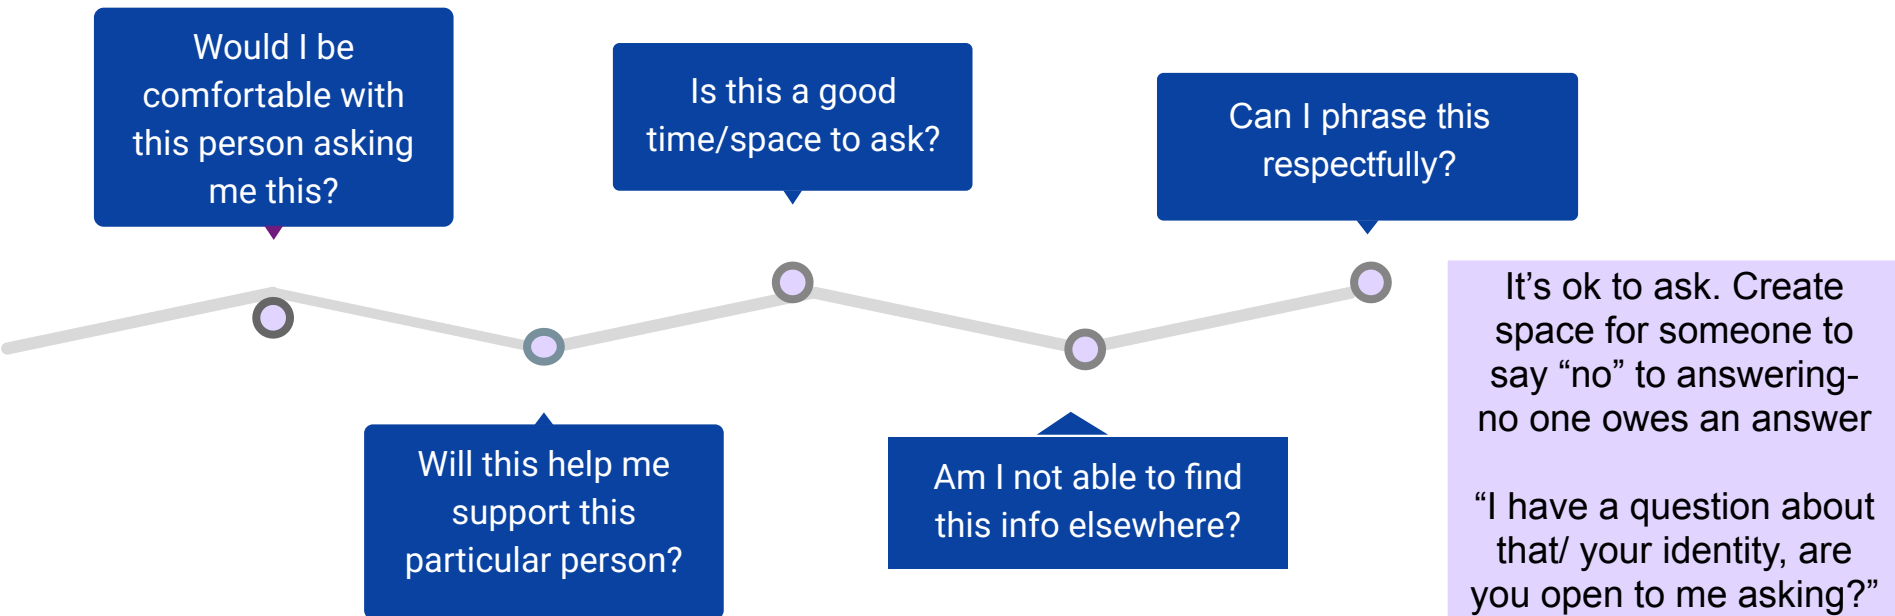 Would I be
comfortable with
this person asking
me this?
Will this help me
support this
particular person?
Is this a good
time/space to ask?
Am I not able to find
this info elsewhere?
Can I phrase this
respectfully?
It’s ok to ask. Create
space for someone to
say “no” to answering-
no one owes an answer
“I have a question about
that/ your identity, are
you open to me asking?”